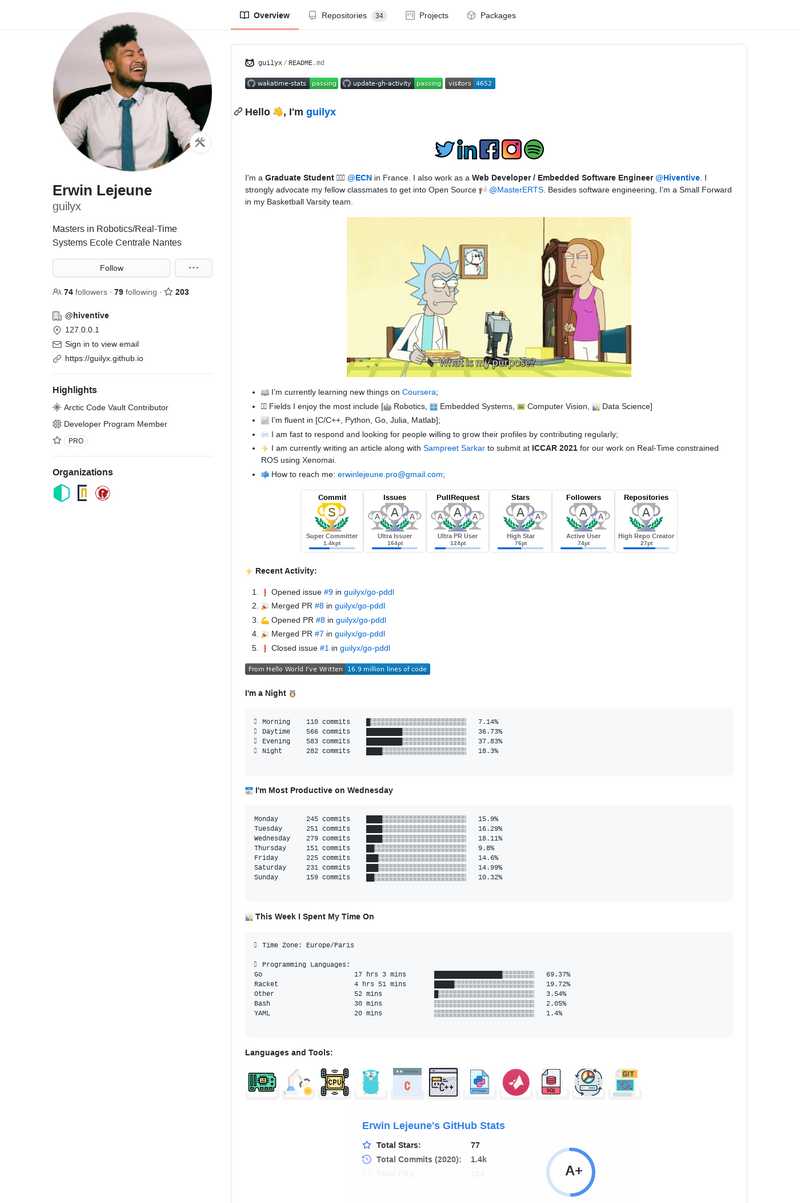 Overview
Repositories 34
Projects
Packages
Erwin Lejeune
guilyx
Masters in Robotics/Real-Time
Systems Ecole Centrale Nantes
Follow
74 followers · 79 following · 203
@hiventive
127.0.0.1
Sign in to view email
https://guilyx.github.io
Highlights
Arctic Code Vault Contributor
Developer Program Member
PRO
Organizations
guilyx/README.md
wakatime-stats passing update-gh-activity passing visitors 4652
Hello 👋, I'm guilyx
I'm a Graduate Student @ECN in France. I also work as a Web Developer / Embedded Software Engineer @Hiventive. I
strongly advocate my fellow classmates to get into Open Source @MasterERTS. Besides software engineering, I'm a Small Forward
in my Basketball Varsity team.
What is my purpose?
• I'm currently learning new things on Coursera;
• Fields I enjoy the most include [🤖 Robotics, Embedded Systems, Computer Vision, Data Science]
• I'm fluent in [C/C++, Python, Go, Julia, Matlab];
• I am fast to respond and looking for people willing to grow their profiles by contributing regularly;
• ⚡ I am currently writing an article along with Sampreet Sarkar to submit at ICCAR 2021 for our work on Real-Time constrained
ROS using Xenomai.
• How to reach me: erwinlejeune.pro@gmail.com;
Commit Issues PullRequest Stars Followers Repositories
S A A A A A A A A A A
Super Committer Ultra Issuer Ultra PR User High Star Active User High Repo Creator
1.4kpt 164pt 124pt 76pt 74pt 27pt
⚡ Recent Activity:
1. ❗ Opened issue #9 in guilyx/go-pddl
2. 🎉 Merged PR #8 in guilyx/go-pddl
3. 💪 Opened PR #8 in guilyx/go-pddl
4. 🎉 Merged PR #7 in guilyx/go-pddl
5. ❗ Closed issue #1 in guilyx/go-pddl
From Hello World I've Written 16.9 million lines of code
I'm a Night 🦉
Morning 110 commits 7.14%
Daytime 566 commits 36.73%
Evening 583 commits 37.83%
Night 282 commits 18.3%
📅 I'm Most Productive on Wednesday
Monday 245 commits 15.9%
Tuesday 251 commits 16.29%
Wednesday 279 commits 18.11%
Thursday 151 commits 9.8%
Friday 225 commits 14.6%
Saturday 231 commits 14.99%
Sunday 159 commits 10.32%
📊 This Week I Spent My Time On
Time Zone: Europe/Paris
Programming Languages:
Go 17 hrs 3 mins 69.37%
Racket 4 hrs 51 mins 19.72%
Other 52 mins 3.54%
Bash 30 mins 2.05%
YAML 20 mins 1.4%
Languages and Tools:
CPU C C++ SQL GIT
Erwin Lejeune's GitHub Stats
Total Stars: 77
Total Commits (2020): 1.4k
A+